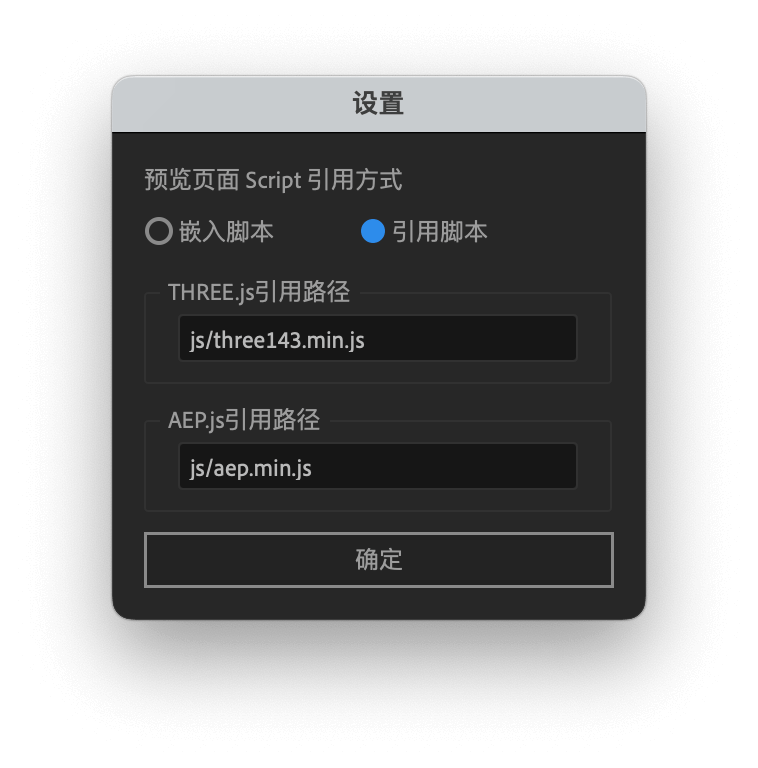 设置
预览页面 Script 引用方式
嵌入脚本 引用脚本
THREE.js引用路径
js/three143.min.js
AEP.js引用路径
js/aep.min.js
确定